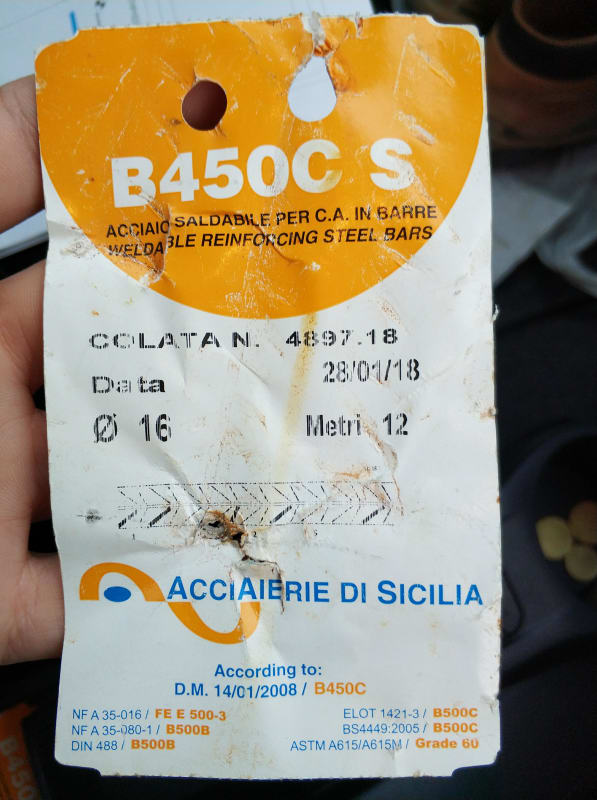 B450C S
ACCIAIO SALDABILE PER C.A. IN BARRE
WELDABLE REINFORCING STEEL BARS
COLATA N. 4897.18
Data 28/01/18
Ø 16 Metri 12
ACCIAIERIE DI SICILIA
According to:
D.M. 14/01/2008 / B450C
NF A 35-016 / FE E 500-3 ELOT 1421-3 / B500C
NF A 35-080-1 / B500B BS4449:2005 / B500C
DIN 488 / B500B ASTM A615/A615M / Grade 60
B450